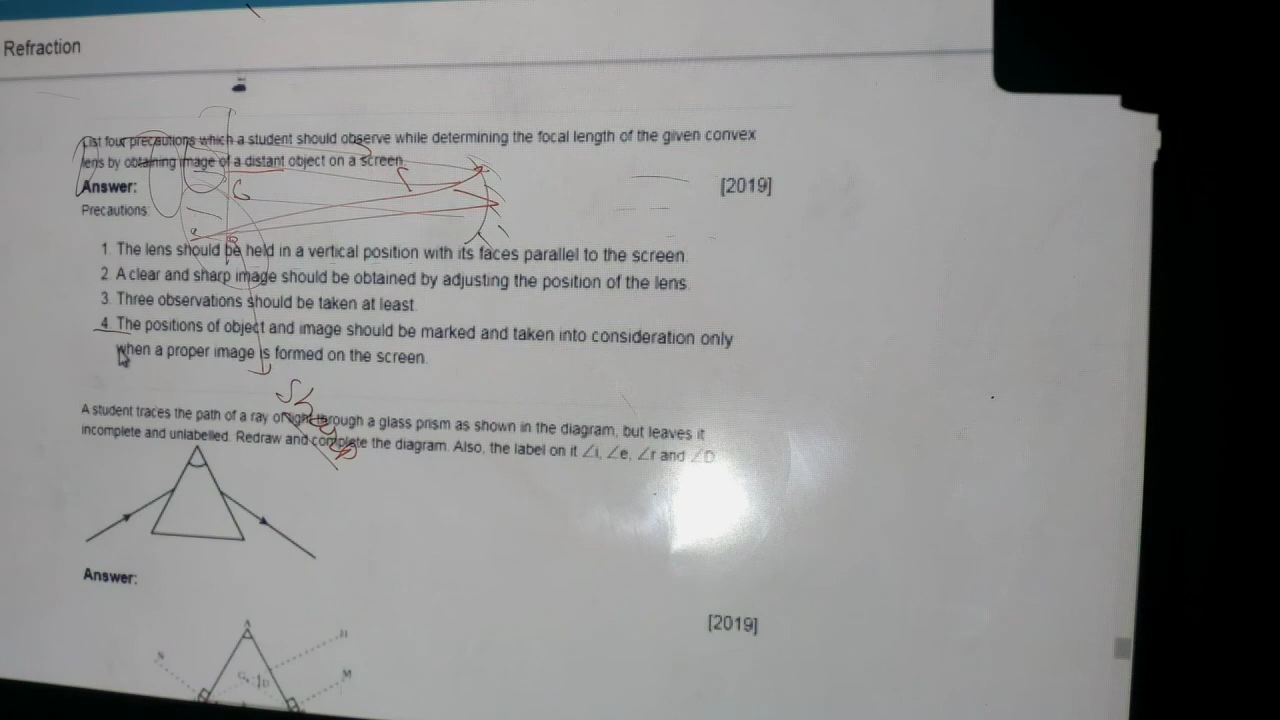 Refraction
List four precautions which a student should observe while determining the focal length of the given convex
lens by obtaining image of a distant object on a screen
Answer:
[2019]
Precautions:
1. The lens should be held in a vertical position with its faces parallel to the screen.
2. A clear and sharp image should be obtained by adjusting the position of the lens.
3. Three observations should be taken at least.
4. The positions of object and image should be marked and taken into consideration only
when a proper image is formed on the screen.
A student traces the path of a ray of light through a glass prism as shown in the diagram, but leaves it
incomplete and unlabelled. Redraw and complete the diagram. Also, the label on it ∠i, ∠e, ∠r and ∠D
Answer:
[2019]
A
M